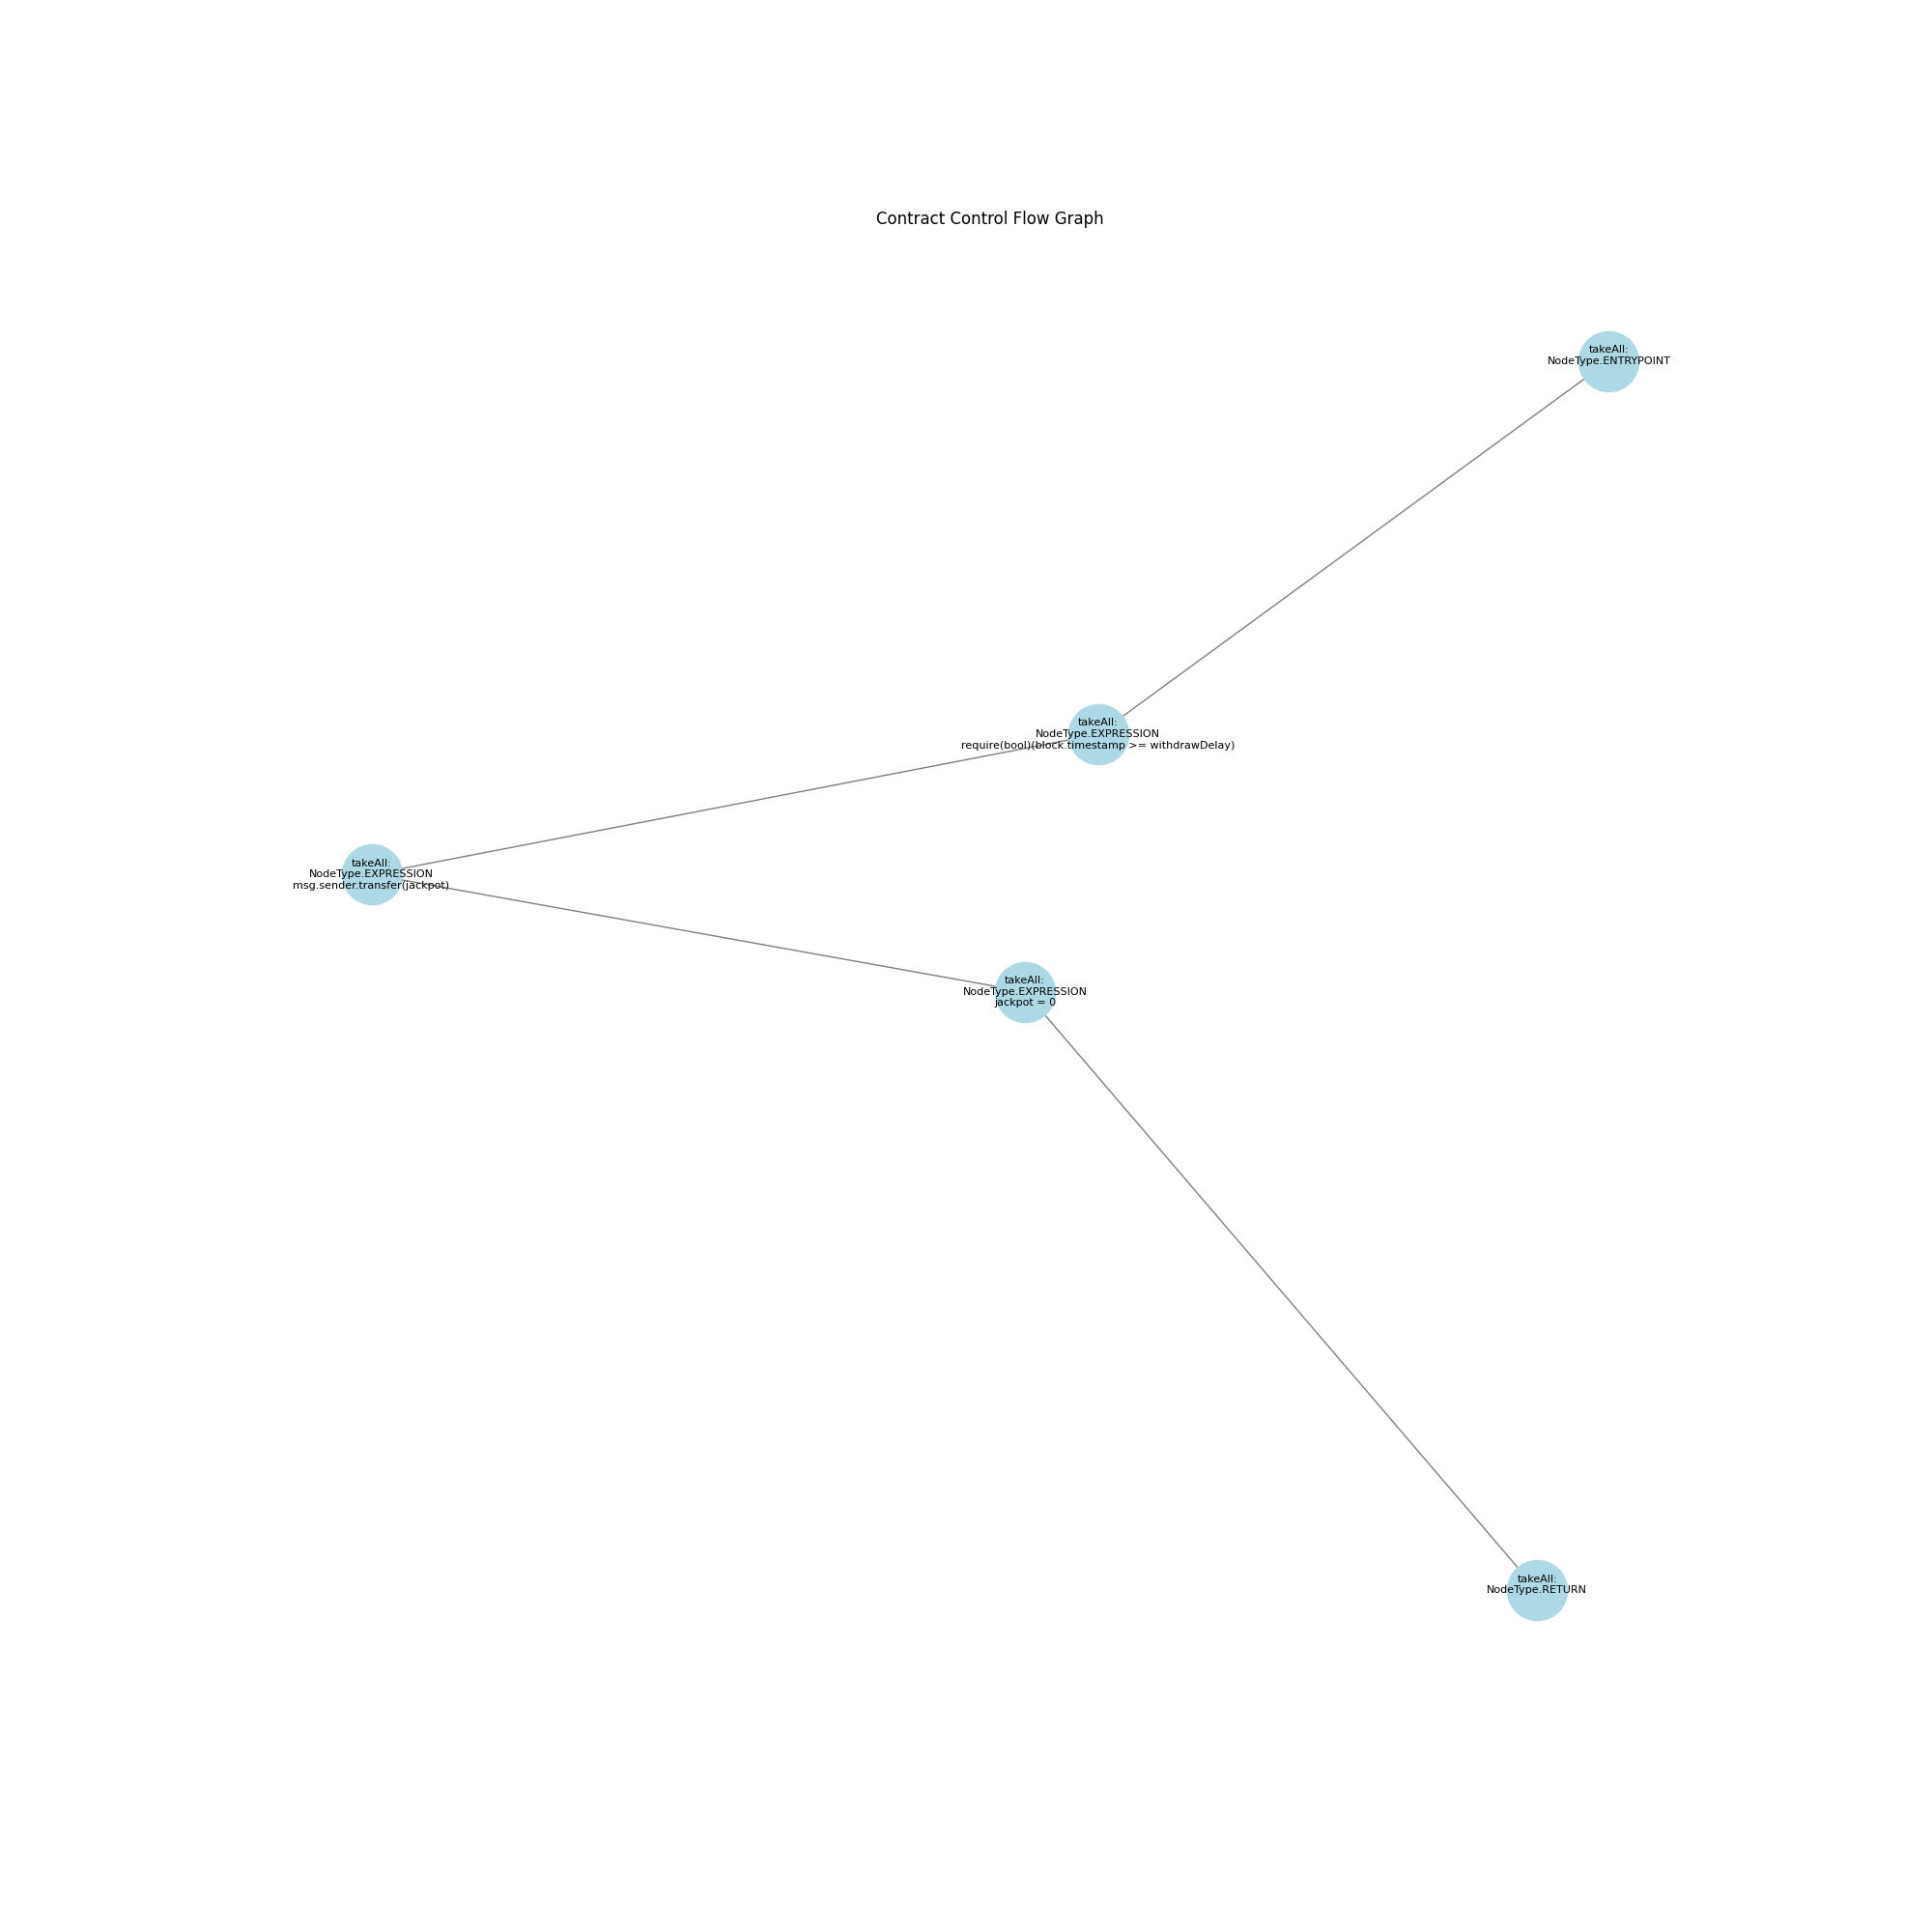 Contract Control Flow Graph
takeAll:
NodeType.ENTRYPOINT
takeAll:
NodeType.EXPRESSION
require(bool)(block.timestamp >= withdrawDelay)
takeAll:
NodeType.EXPRESSION
msg.sender.transfer(jackpot)
takeAll:
NodeType.EXPRESSION
jackpot = 0
takeAll:
NodeType.RETURN